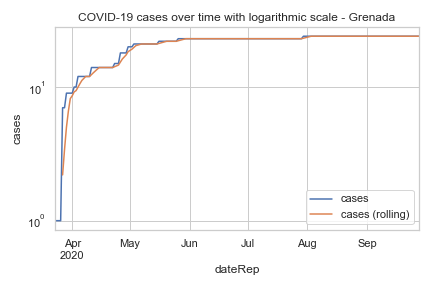 COVID-19 cases over time with logarithmic scale - Grenada
cases
10¹
10⁰
cases
cases (rolling)
Apr
2020
May
Jun
Jul
Aug
Sep
dateRep